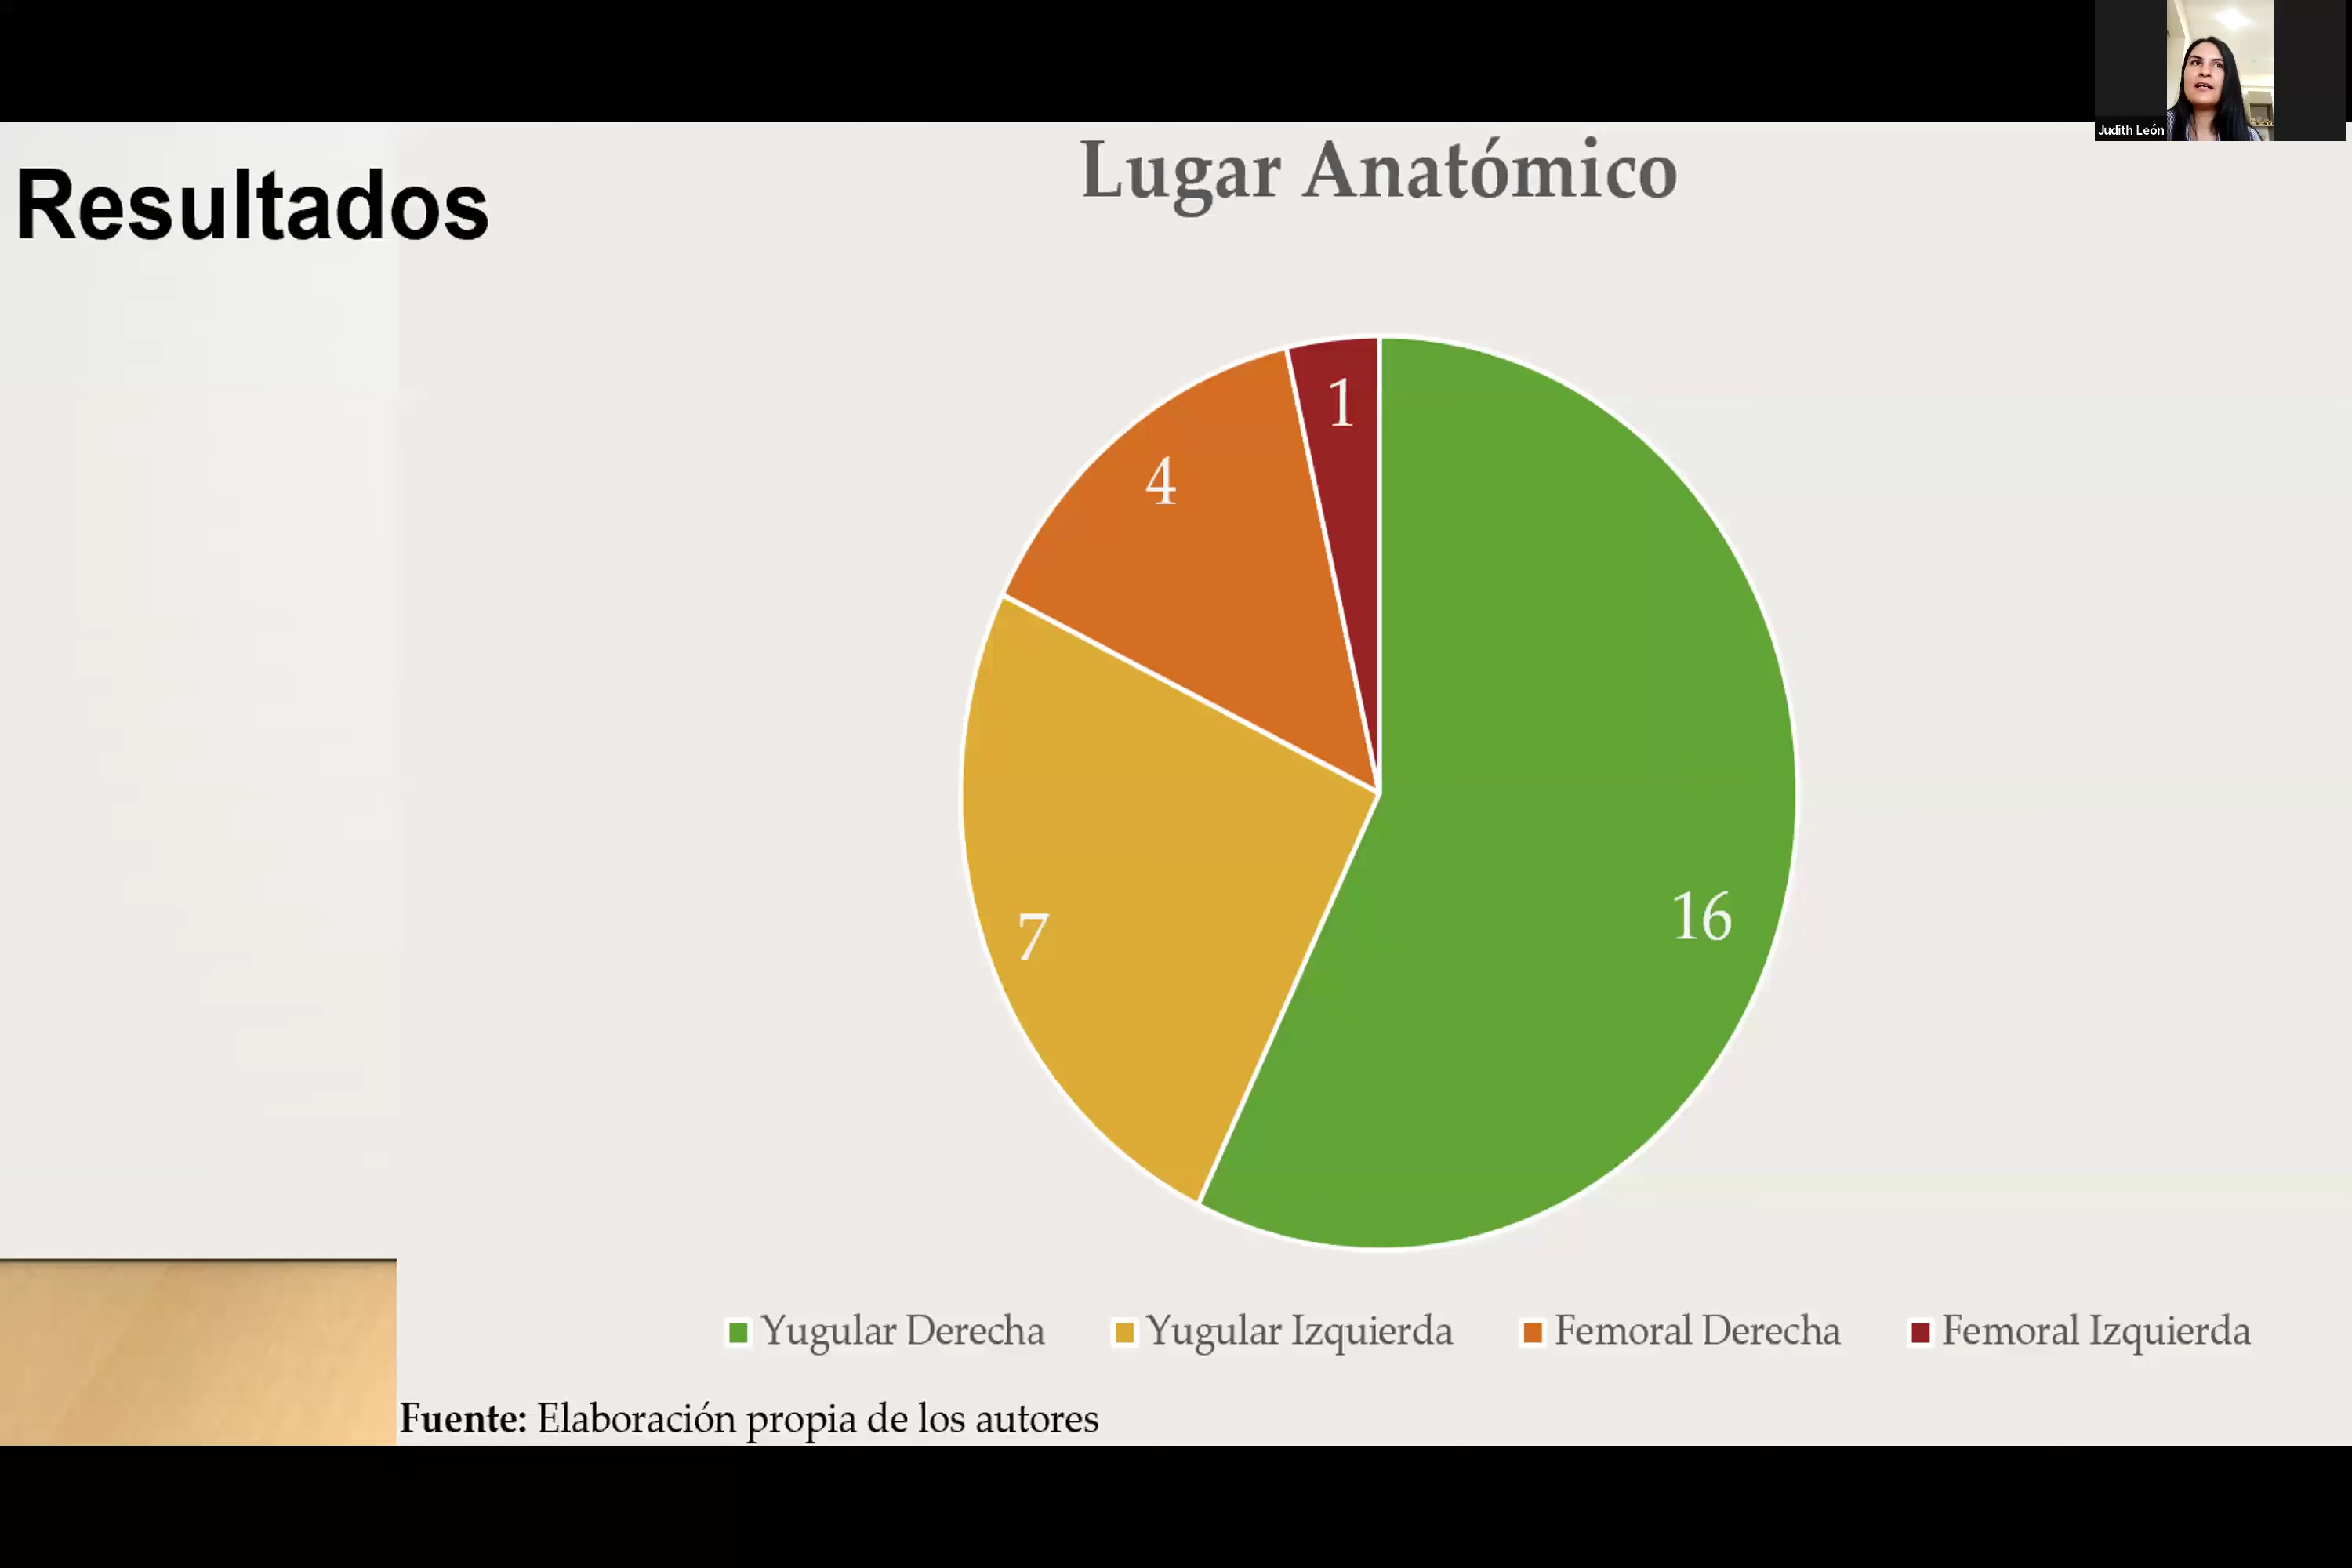 Judith León
Resultados
Lugar Anatómico
1
4
16
7
Yugular Derecha
Yugular Izquierda
Femoral Derecha
Femoral Izquierda
Fuente: Elaboración propia de los autores